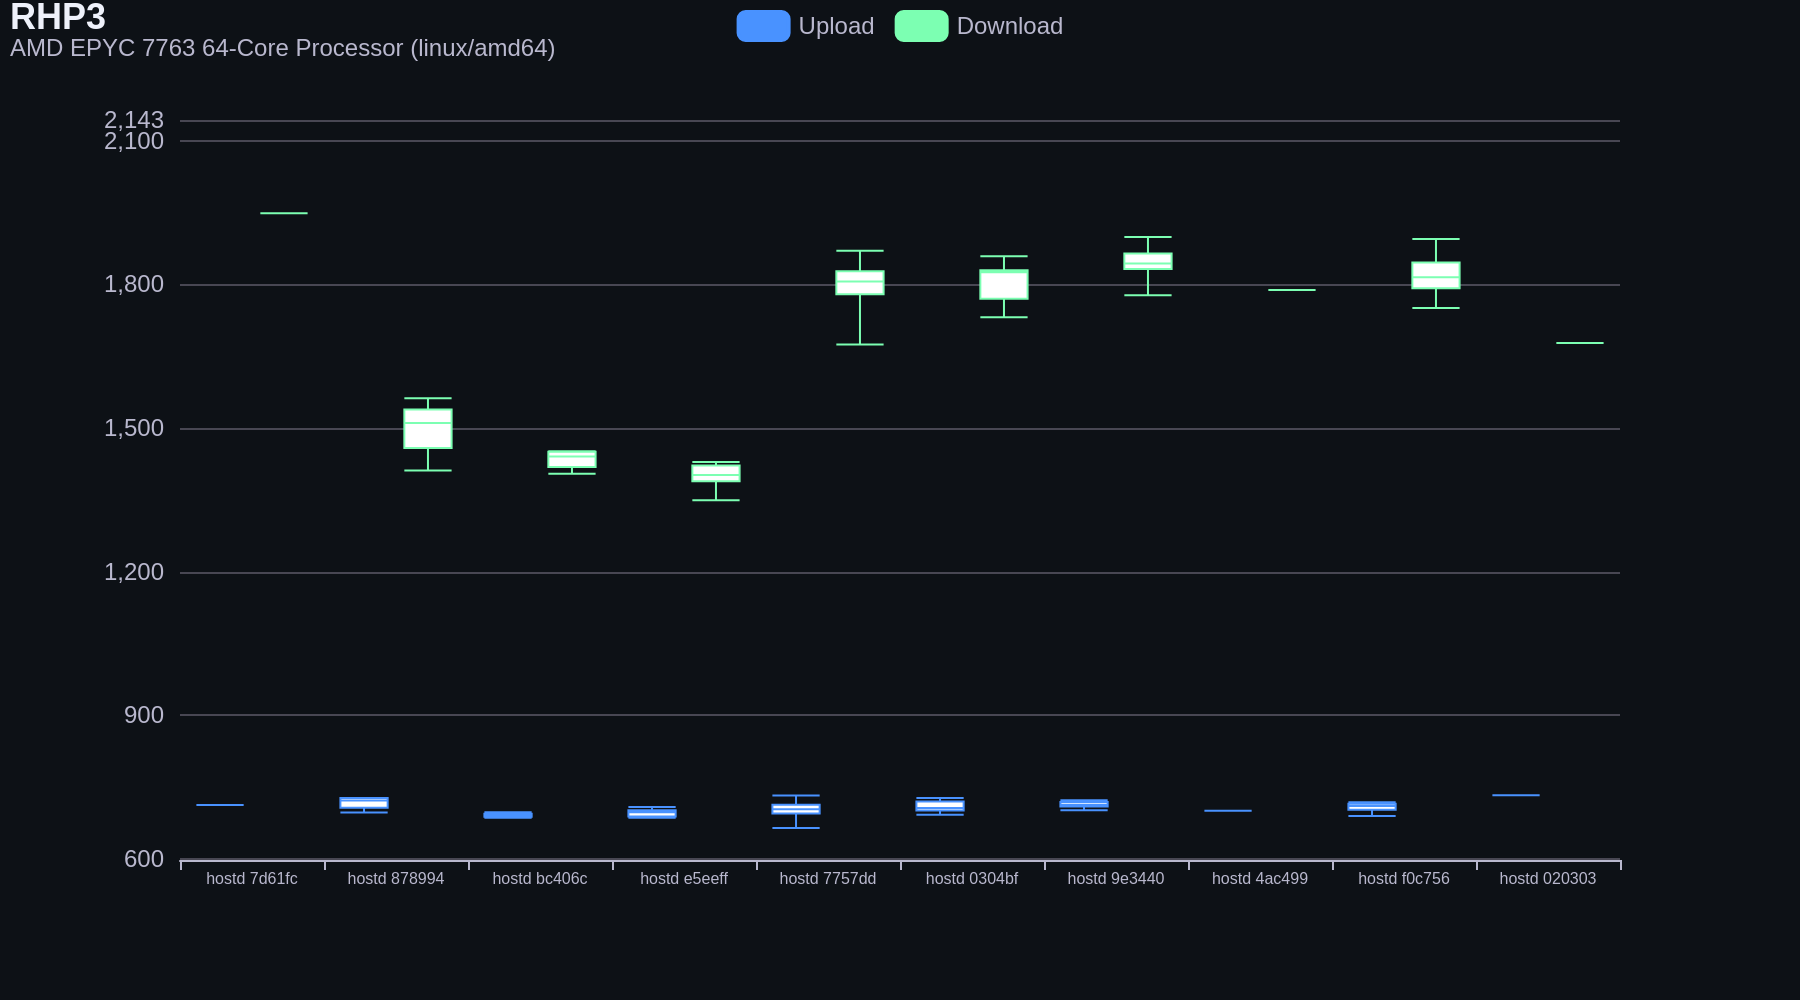 RHP3
AMD EPYC 7763 64-Core Processor (linux/amd64)
Upload Download
2,143
2,100
1,800
1,500
1,200
900
600
hostd 7d61fc hostd 878994 hostd bc406c hostd e5eeff hostd 7757dd hostd 0304bf hostd 9e3440 hostd 4ac499 hostd f0c756 hostd 020303